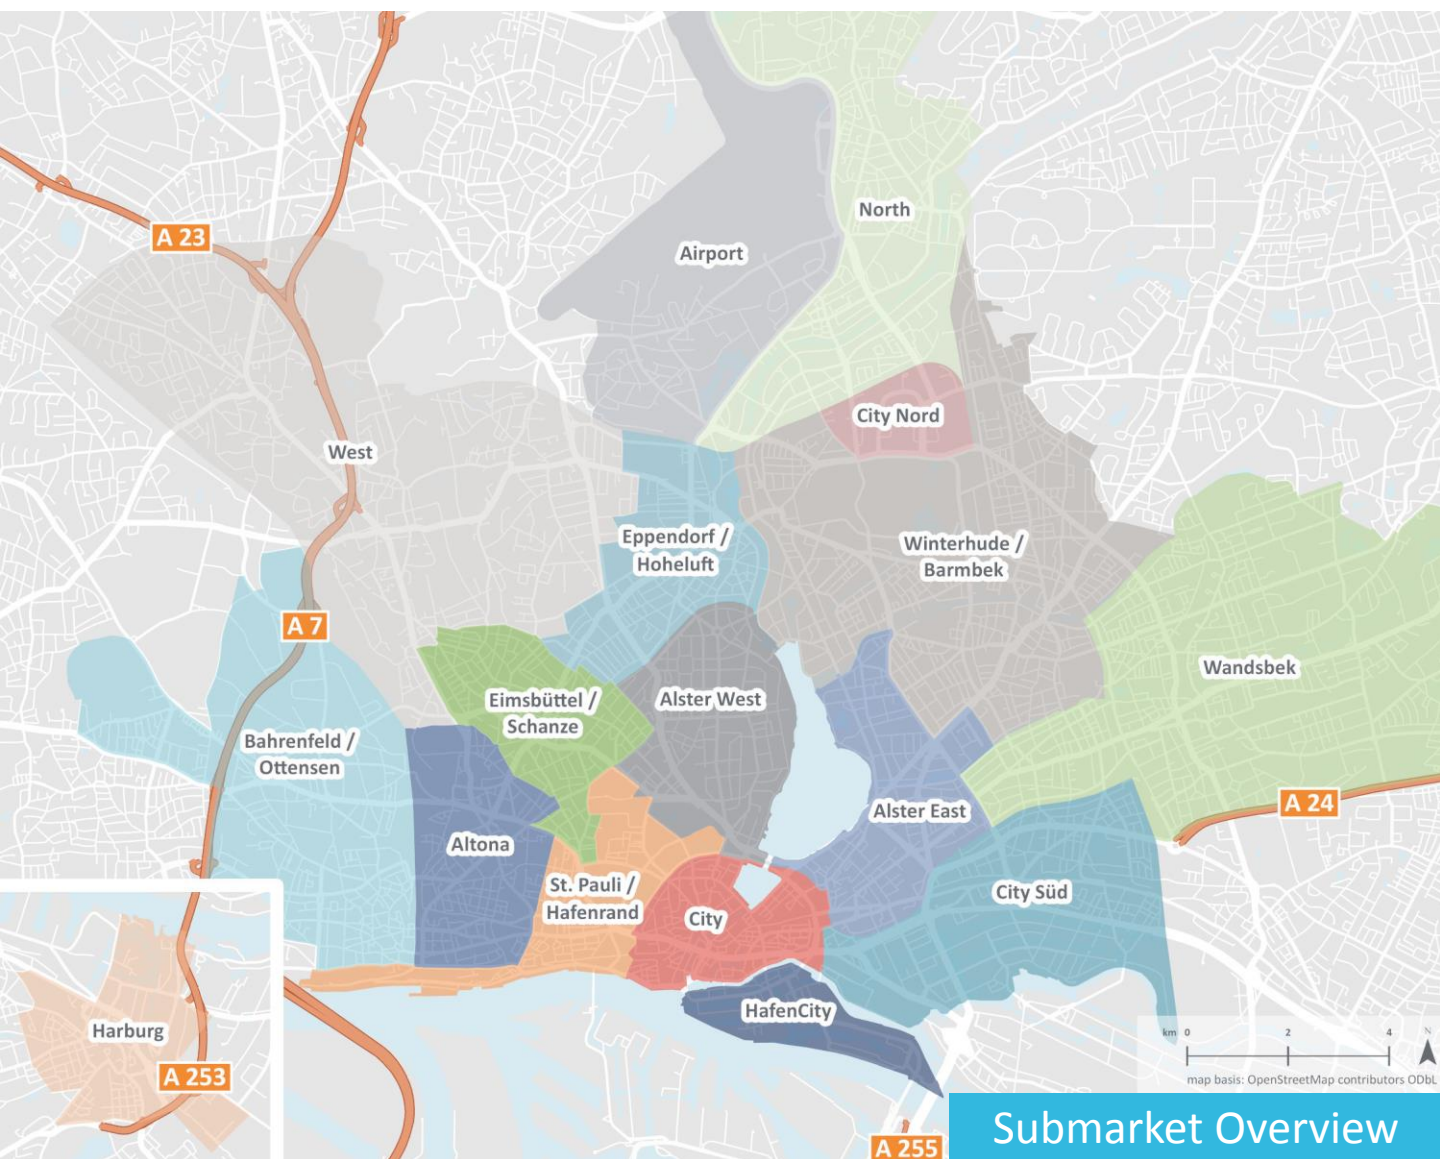 North
A 23
Airport
City Nord
West
Eppendorf /
Hoheluft
Winterhude /
Barmbek
A 7
Wandsbek
Eimsbüttel /
Schanze
Alster West
Bahrenfeld /
Ottensen
A 24
Alster East
Altona
St. Pauli /
Hafenrand
City Süd
City
HafenCity
Harburg
km 0 2 4 N
A 253
map basis: OpenStreetMap contributors ODbL
Submarket Overview
A 255